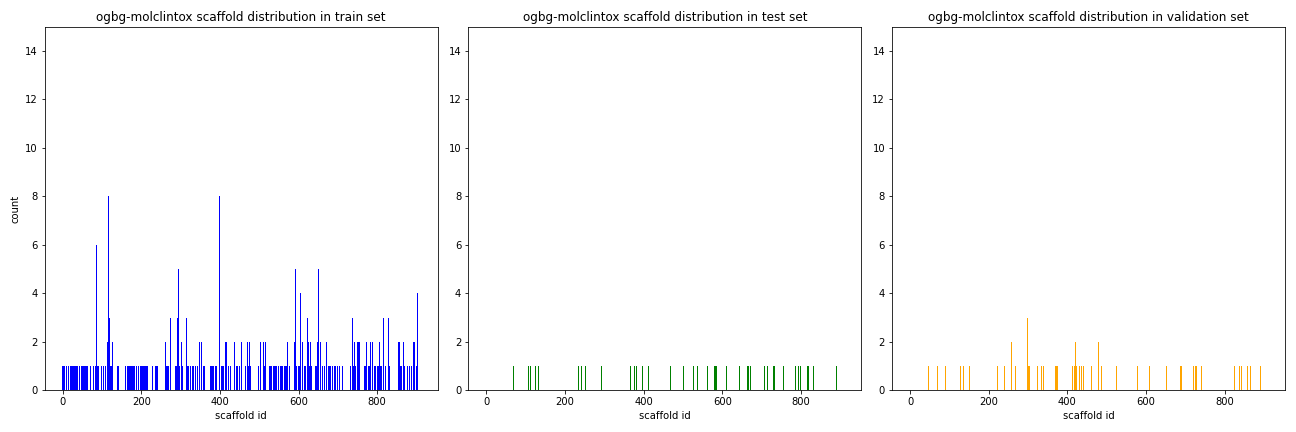 ogbg-molclintox scaffold distribution in train set
count
14
12
10
8
6
4
2
0
0 200 400 600 800
scaffold id
ogbg-molclintox scaffold distribution in test set
14
12
10
8
6
4
2
0
0 200 400 600 800
scaffold id
ogbg-molclintox scaffold distribution in validation set
14
12
10
8
6
4
2
0
0 200 400 600 800
scaffold id